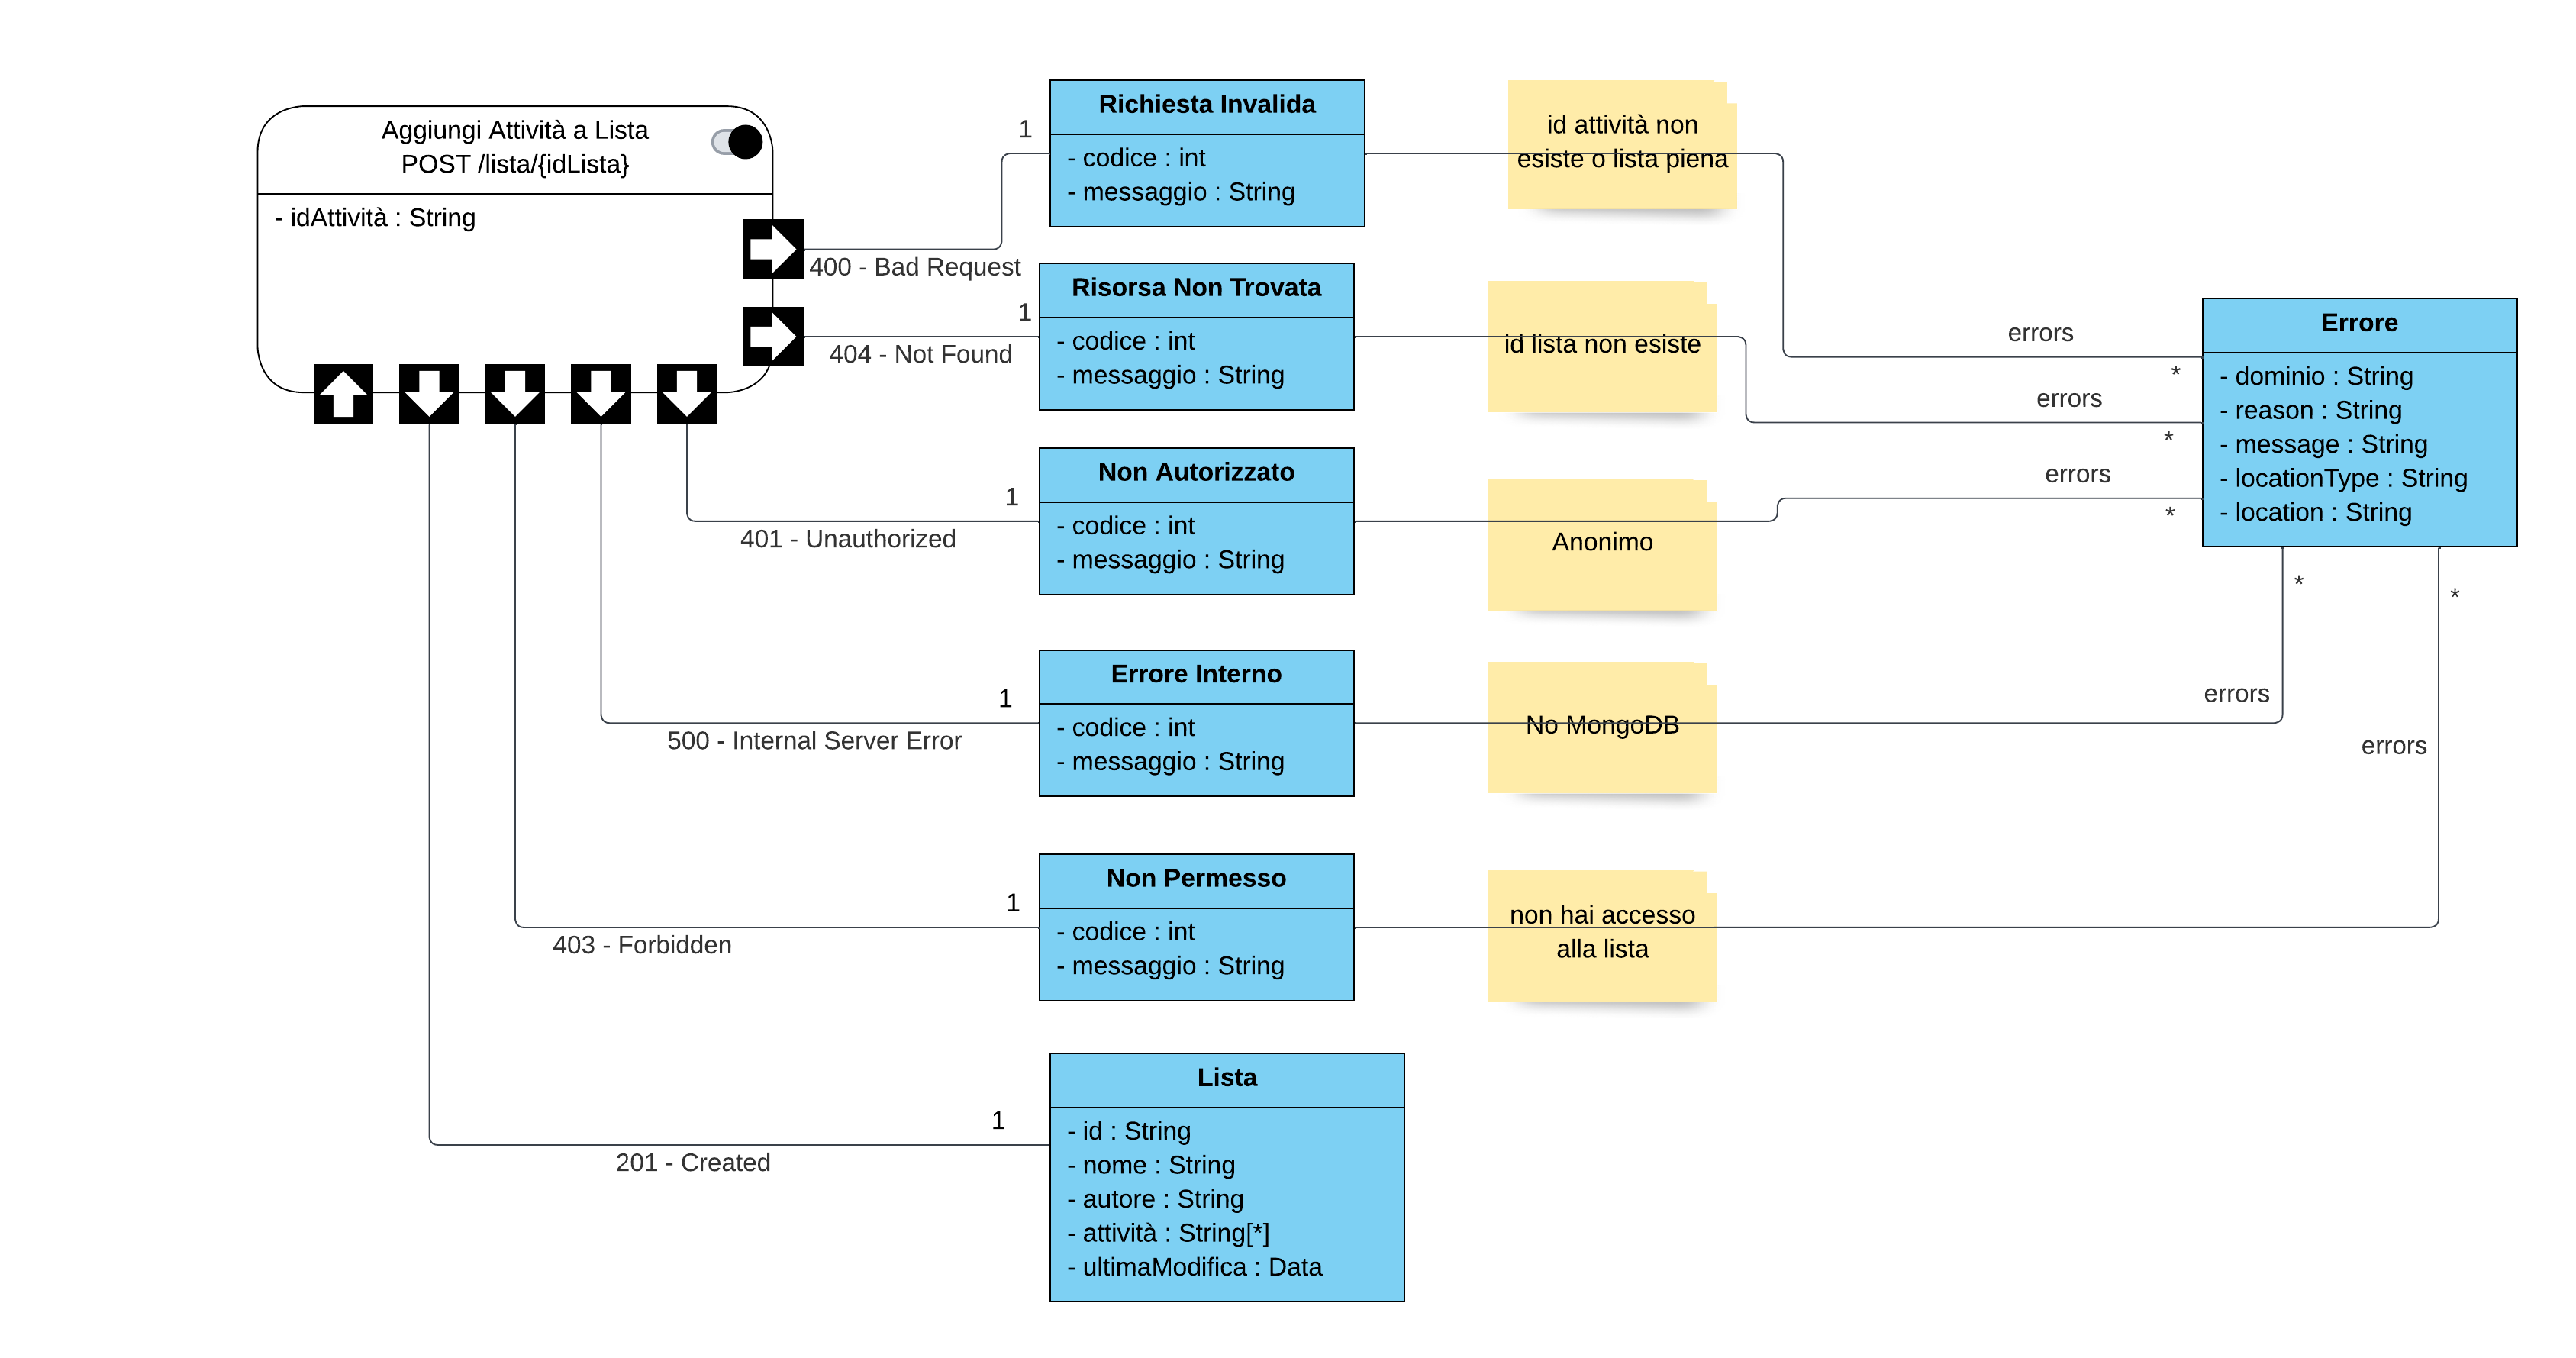 Aggiungi Attività a Lista
POST /lista/{idLista}
- idAttività : String
400 - Bad Request
1
404 - Not Found
1
401 - Unauthorized
1
500 - Internal Server Error
1
403 - Forbidden
1
201 - Created
1
Richiesta Invalida
- codice : int
- messaggio : String
Risorsa Non Trovata
- codice : int
- messaggio : String
Non Autorizzato
- codice : int
- messaggio : String
Errore Interno
- codice : int
- messaggio : String
Non Permesso
- codice : int
- messaggio : String
Lista
- id : String
- nome : String
- autore : String
- attività : String[*]
- ultimaModifica : Data
id attività non
esiste o lista piena
id lista non esiste
Anonimo
No MongoDB
non hai accesso
alla lista
errors
*
errors
*
errors
*
errors
*
errors
*
Errore
- dominio : String
- reason : String
- message : String
- locationType : String
- location : String